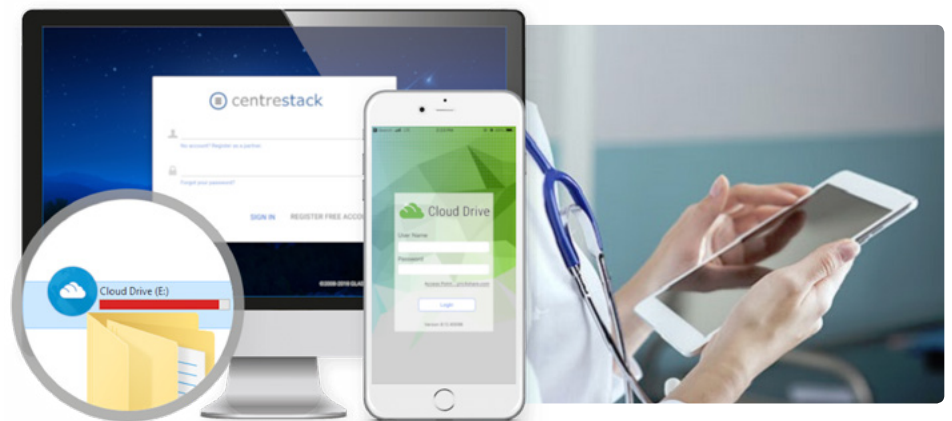 centrestack
No account? Register as a partner.
Forgot your password?
SIGN IN REGISTER FREE ACCO
Cloud Drive (E:)
Cloud Drive
User Name
Password
Login